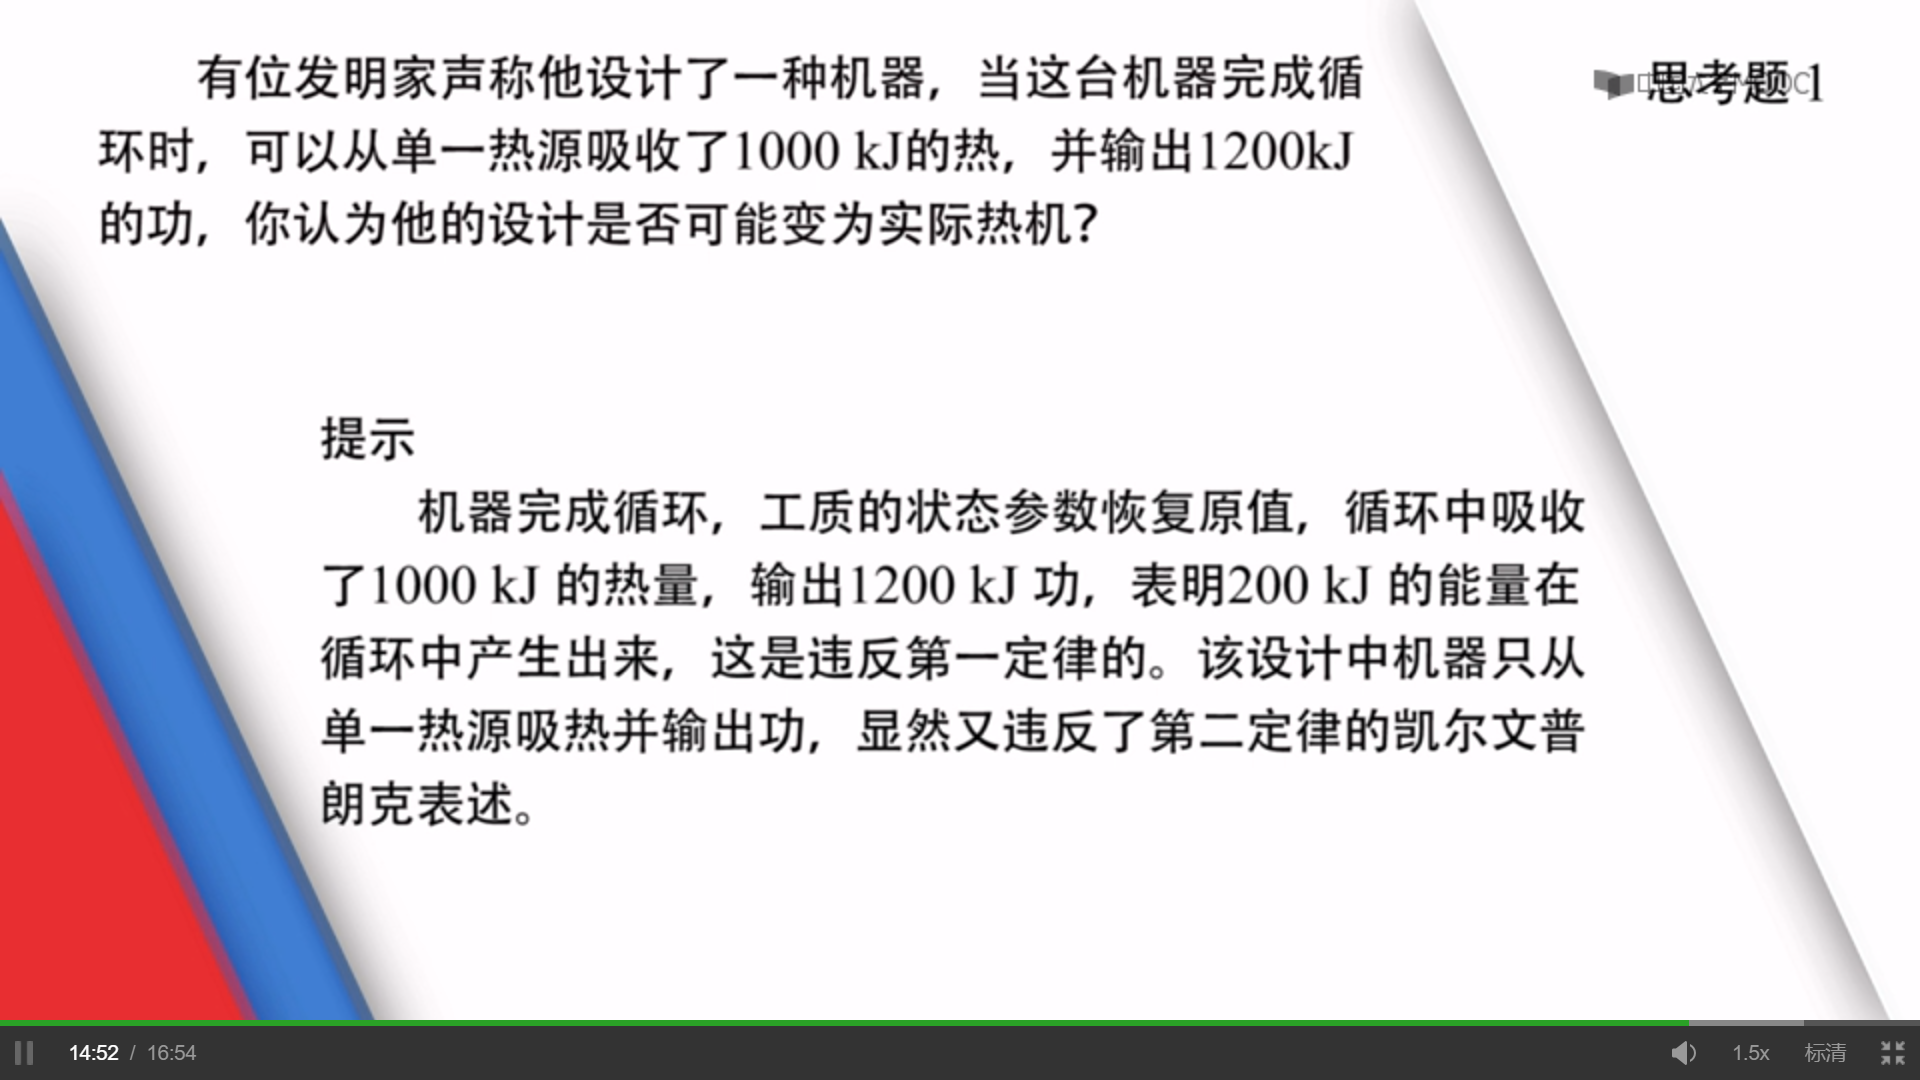 有位发明家声称他设计了一种机器，当这台机器完成循
环时，可以从单一热源吸收了1000 kJ的热，并输出1200kJ
的功，你认为他的设计是否可能变为实际热机？
思考题 1
提示
机器完成循环，工质的状态参数恢复原值，循环中吸收
了1000 kJ 的热量，输出1200 kJ 功，表明200 kJ 的能量在
循环中产生出来，这是违反第一定律的。该设计中机器只从
单一热源吸热并输出功，显然又违反了第二定律的凯尔文普
朗克表述。
14:52 / 16:54
1.5x
标清